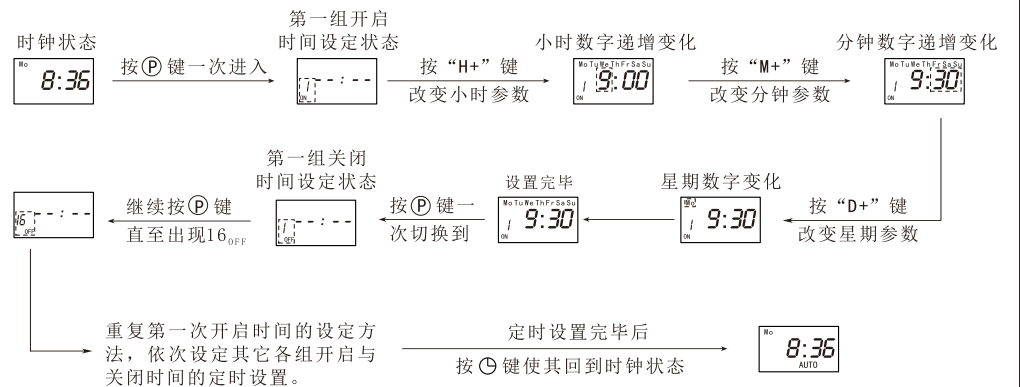 时钟状态
Mo
8:36
按Ⓟ键一次进入
第一组开启
时间设定状态
1 --:--
ON
按“H+”键
改变小时参数
小时数字递增变化
MoTuWeThFrSaSu
1 9:00
ON
按“M+”键
改变分钟参数
分钟数字递增变化
MoTuWeThFrSaSu
1 9:30
ON
按“D+”键
改变星期参数
星期数字变化
Mo
1 9:30
ON
设置完毕
MoTuWeThFrSaSu
1 9:30
ON
按Ⓟ键一
次切换到
第一组关闭
时间设定状态
1 --:--
OFF
继续按Ⓟ键
直至出现16OFF
16 --:--
OFF
重复第一次开启时间的设定方
法，依次设定其它各组开启与
关闭时间的定时设置。
定时设置完毕后
按◷键使其回到时钟状态
Mo
8:36
AUTO